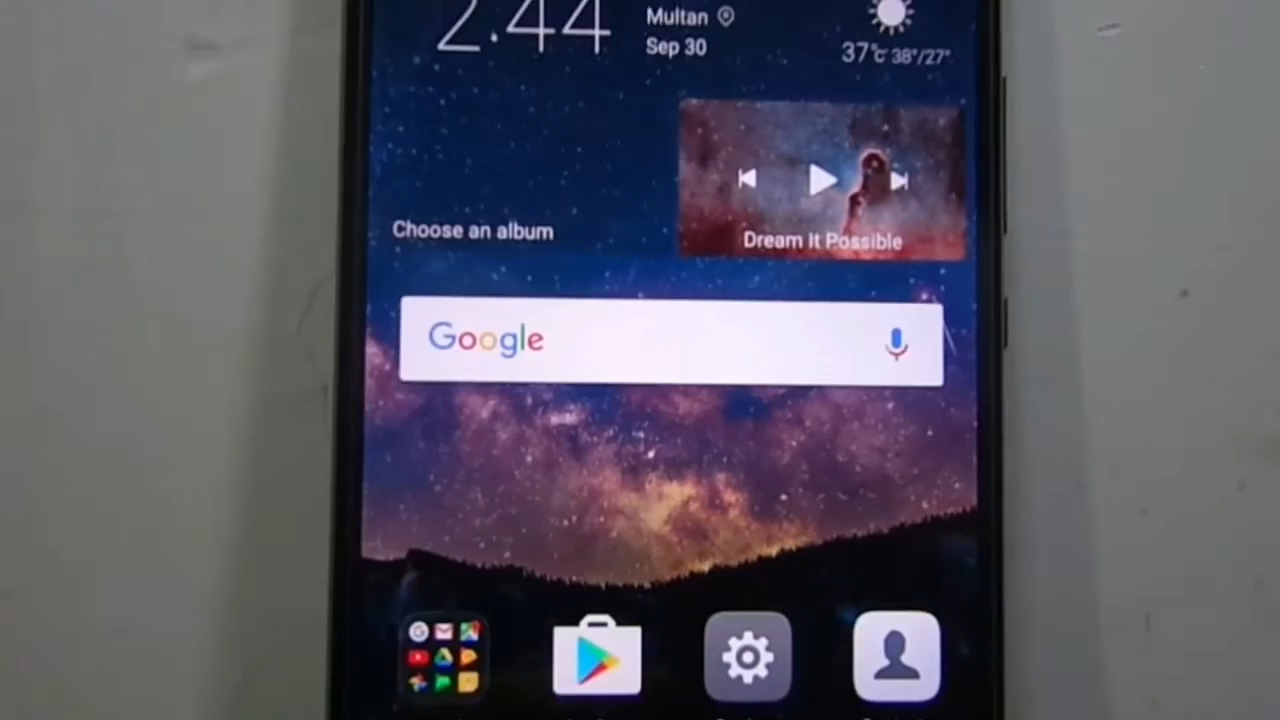 2:44
Multan
Sep 30
37°C 38°/27°
Choose an album
Dream It Possible
Google